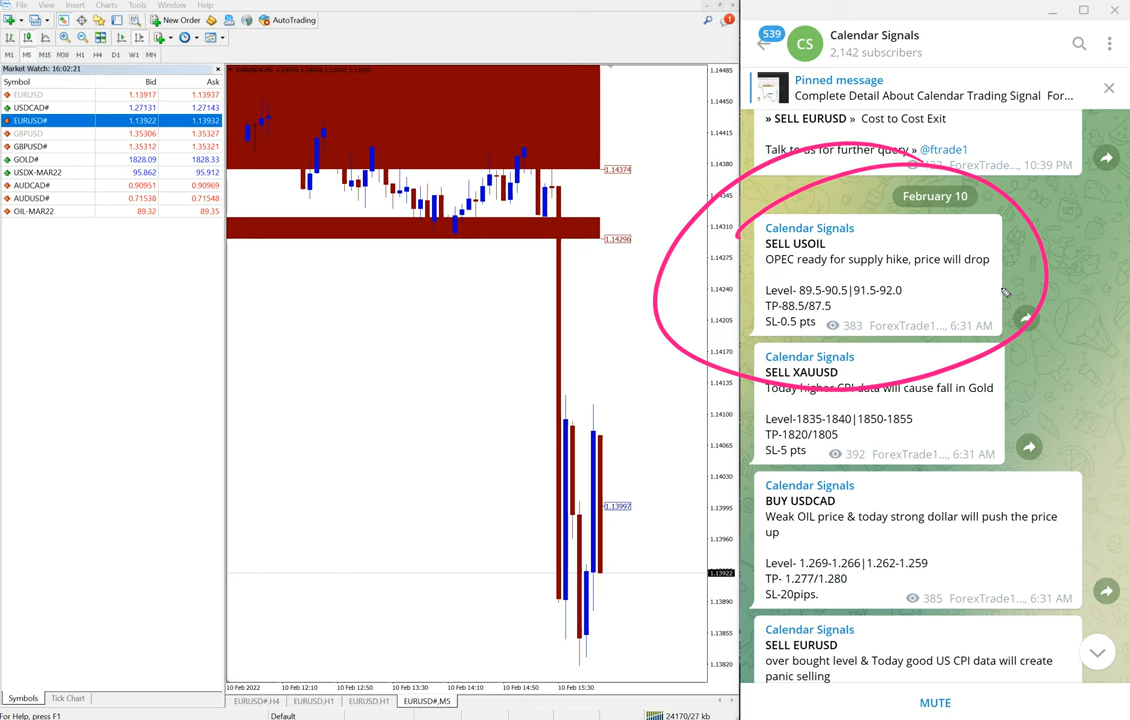 File View Insert Charts Tools Window Help
New Order AutoTrading
M1 M5 M15 M30 H1 H4 D1 W1 MN
Market Watch: 16:02:21
Symbol Bid Ask
EURUSD 1.13917 1.13937
USDCAD# 1.27131 1.27143
EURUSD# 1.13922 1.13932
GBPUSD 1.35306 1.35327
GBPUSD# 1.35312 1.35321
GOLD# 1828.09 1828.33
USDX-MAR22 95.862 95.912
AUDCAD# 0.90951 0.90969
AUDUSD# 0.71538 0.71548
OIL-MAR22 89.32 89.35
Symbols Tick Chart
For Help, press F1
Default
24170/27 kb
1.14374
1.14296
1.13997
1.14485
1.14450
1.14415
1.14380
1.14345
1.14310
1.14275
1.14240
1.14205
1.14170
1.14135
1.14100
1.14065
1.14030
1.13995
1.13960
1.13922
1.13890
1.13855
1.13820
10 Feb 2022 10 Feb 12:10 10 Feb 12:50 10 Feb 13:30 10 Feb 14:10 10 Feb 14:50 10 Feb 15:30
EURUSD#,H4 EURUSD,H1 EURUSD,H1 EURUSD#,M5
539
CS
Calendar Signals
2,142 subscribers
Pinned message
Complete Detail About Calendar Trading Signal For...
» SELL EURUSD » Cost to Cost Exit
Talk to us for further query » @ftrade1
ForexTrade... 10:39 PM
February 10
Calendar Signals
SELL USOIL
OPEC ready for supply hike, price will drop
Level- 89.5-90.5|91.5-92.0
TP-88.5/87.5
SL-0.5 pts
383 ForexTrade1..., 6:31 AM
Calendar Signals
SELL XAUUSD
Today higher CPI data will cause fall in Gold
Level-1835-1840|1850-1855
TP-1820/1805
SL-5 pts
392 ForexTrade1..., 6:31 AM
Calendar Signals
BUY USDCAD
Weak OIL price & today strong dollar will push the price
up
Level- 1.269-1.266|1.262-1.259
TP- 1.277/1.280
SL-20pips.
385 ForexTrade1..., 6:31 AM
Calendar Signals
SELL EURUSD
over bought level & Today good US CPI data will create
panic selling
MUTE